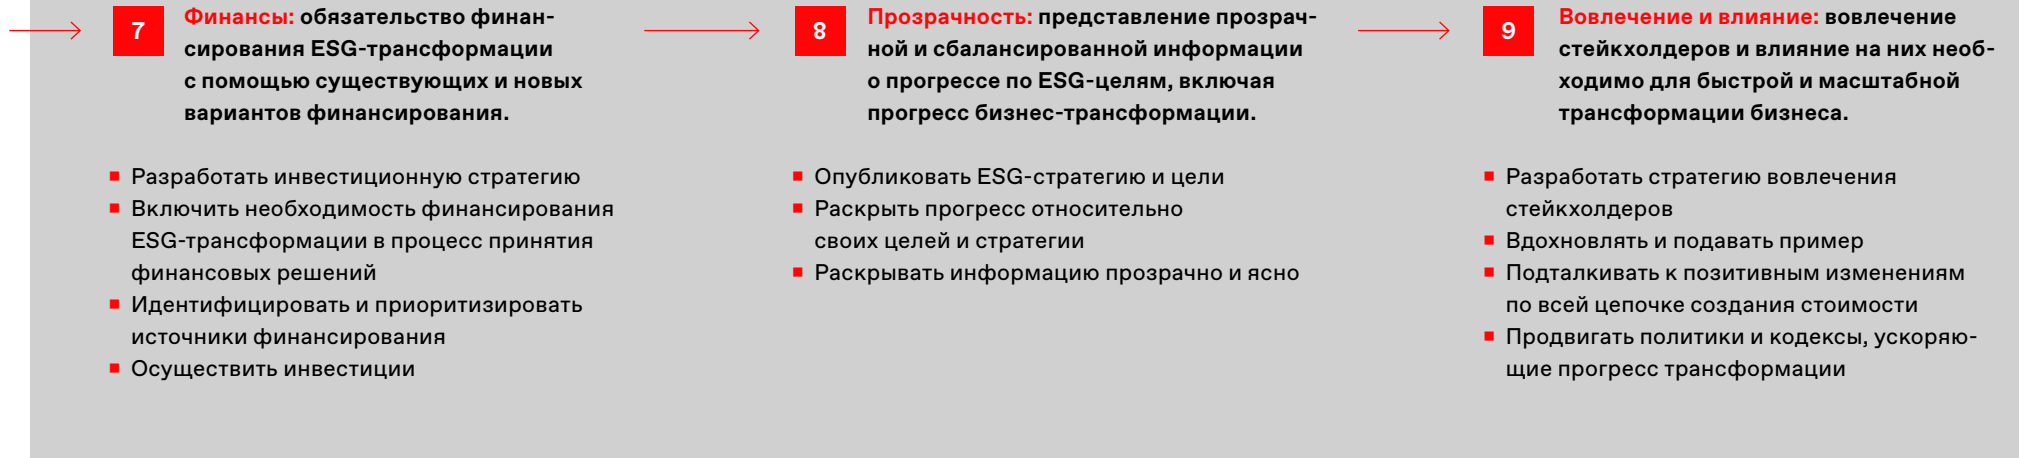 7
Финансы: обязательство финан-
сирования ESG-трансформации
с помощью существующих и новых
вариантов финансирования.
Разработать инвестиционную стратегию
Включить необходимость финансирования
ESG-трансформации в процесс принятия
финансовых решений
Идентифицировать и приоритизировать
источники финансирования
Осуществить инвестиции
8
Прозрачность: представление прозрач-
ной и сбалансированной информации
о прогрессе по ESG-целям, включая
прогресс бизнес-трансформации.
Опубликовать ESG-стратегию и цели
Раскрыть прогресс относительно
своих целей и стратегии
Раскрывать информацию прозрачно и ясно
9
Вовлечение и влияние: вовлечение
стейкхолдеров и влияние на них необ-
ходимо для быстрой и масштабной
трансформации бизнеса.
Разработать стратегию вовлечения
стейкхолдеров
Вдохновлять и подавать пример
Подталкивать к позитивным изменениям
по всей цепочке создания стоимости
Продвигать политики и кодексы, ускоряю-
щие прогресс трансформации